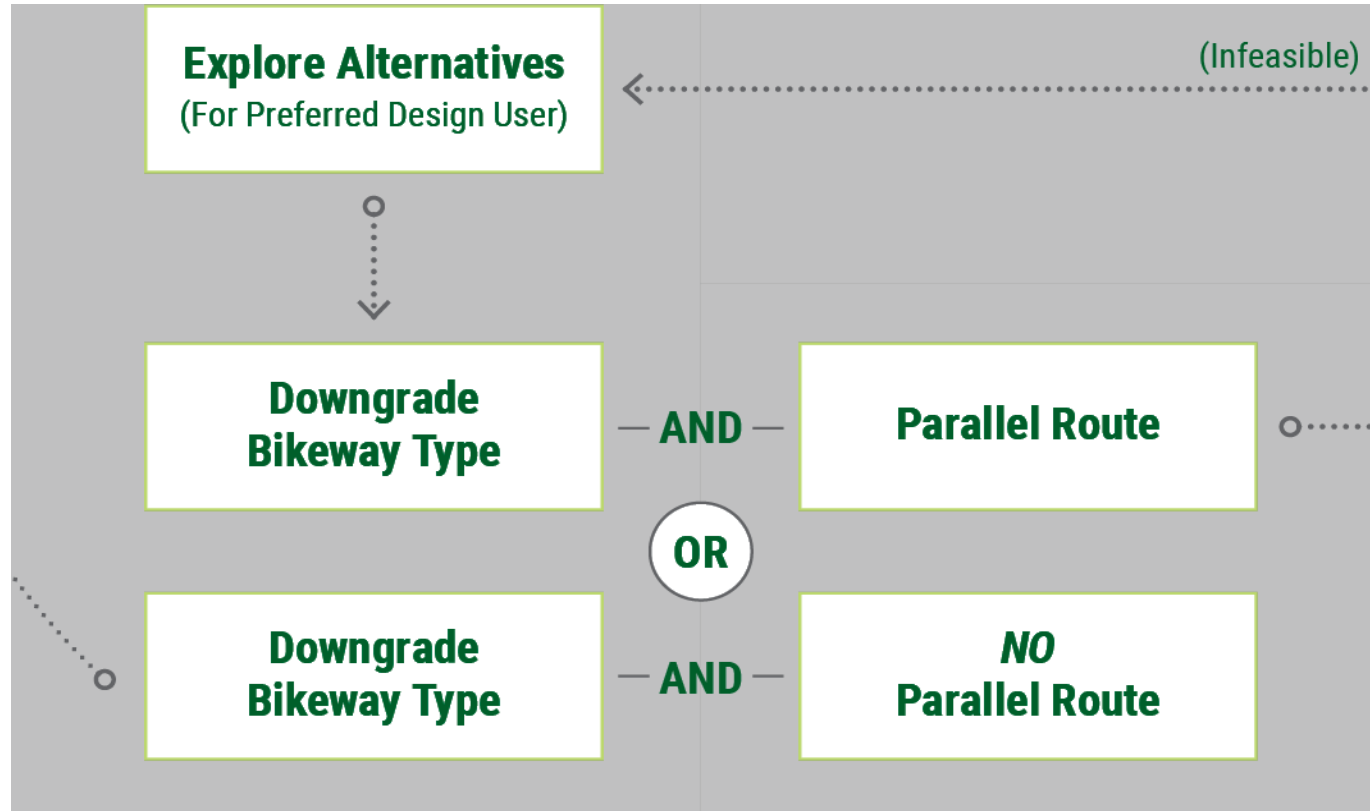 Explore Alternatives
(For Preferred Design User)
(Infeasible)
Downgrade
Bikeway Type
AND
Parallel Route
OR
Downgrade
Bikeway Type
AND
NO
Parallel Route